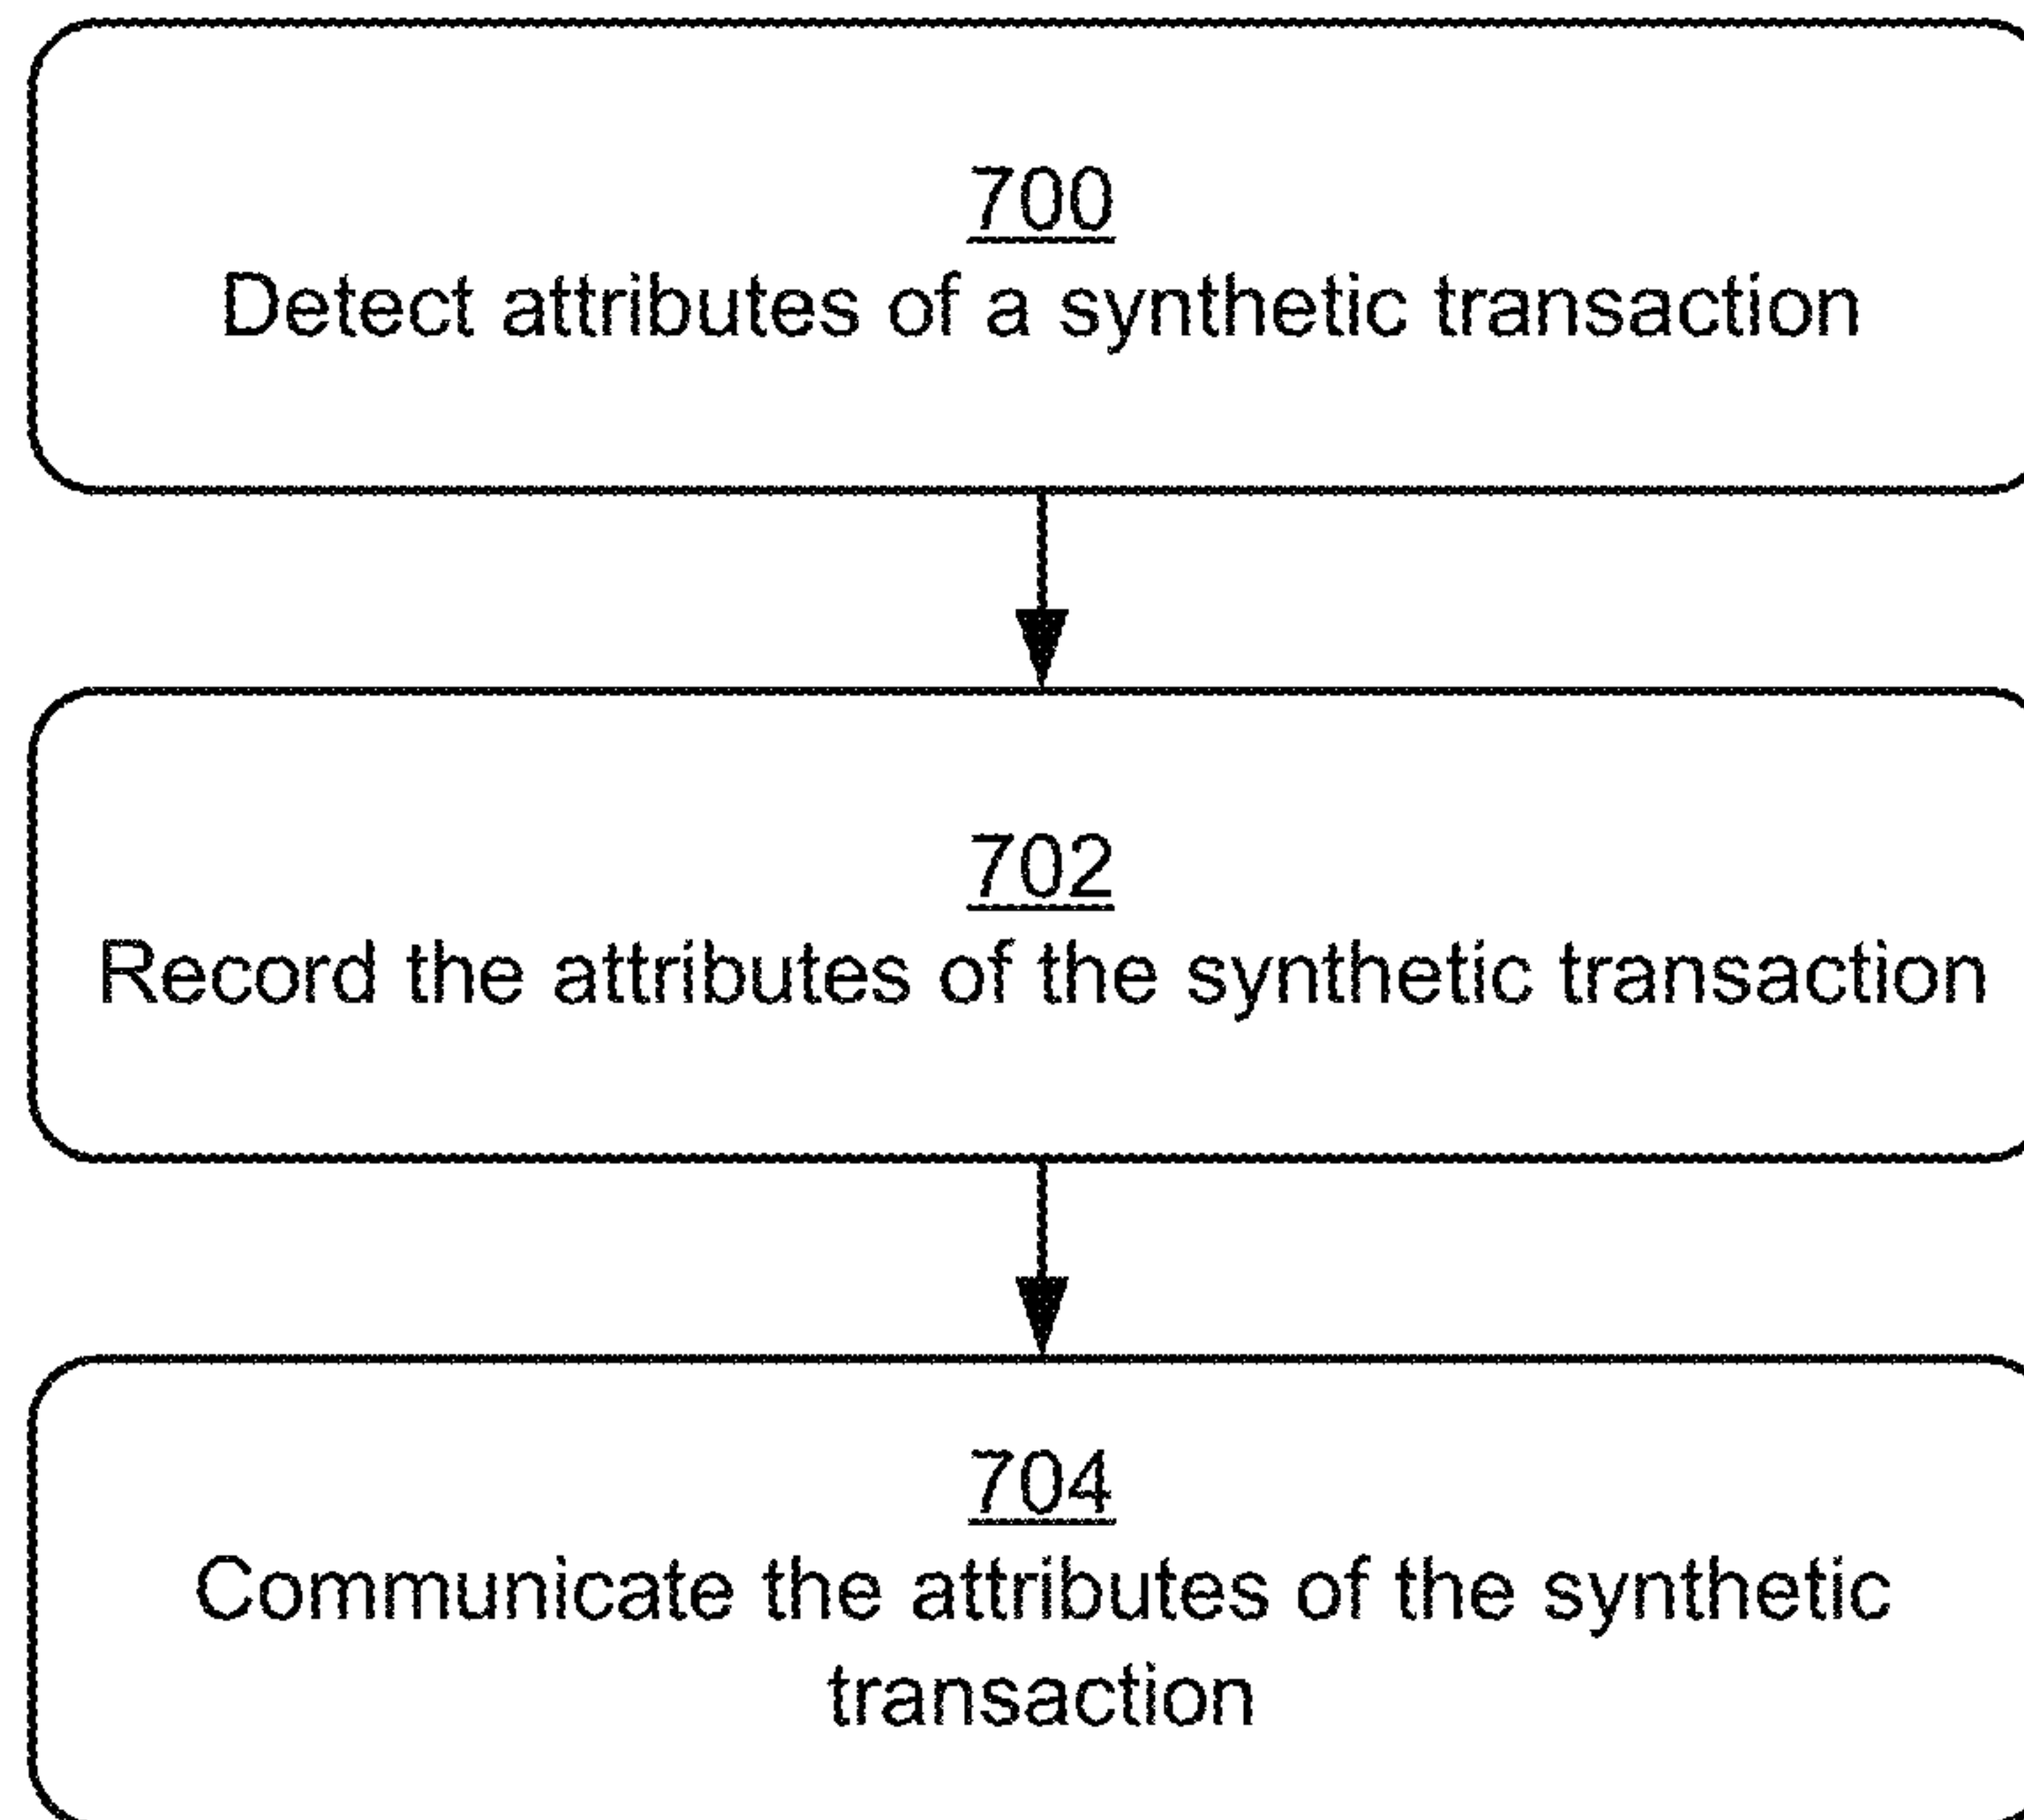 700
Detect attributes of a synthetic transaction
702
Record the attributes of the synthetic transaction
704
Communicate the attributes of the synthetic
transaction